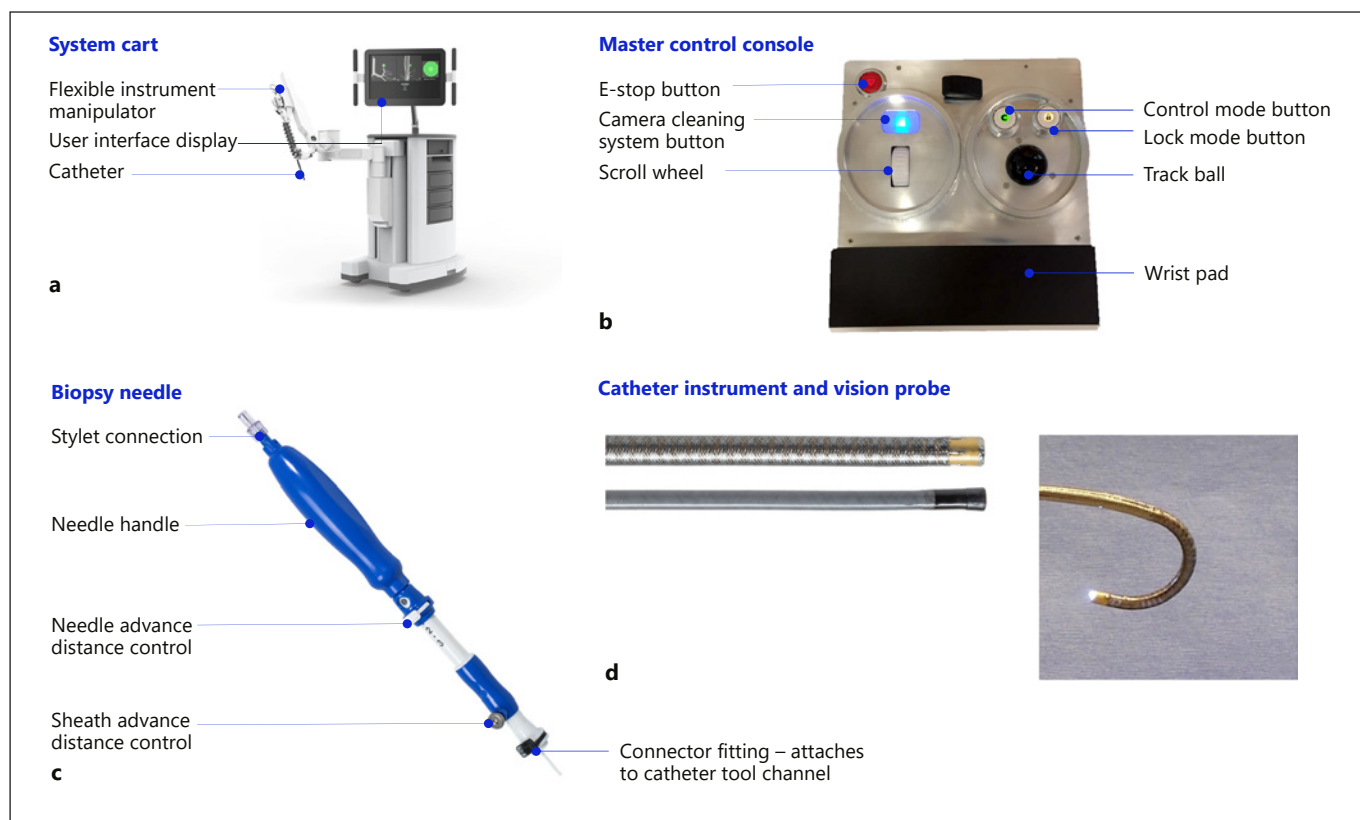 System cart
Flexible instrument
manipulator
User interface display
Catheter
a
Master control console
E-stop button
Camera cleaning
system button
Scroll wheel
Control mode button
Lock mode button
Track ball
Wrist pad
b
Biopsy needle
Stylet connection
Needle handle
Needle advance
distance control
Sheath advance
distance control
Connector fitting – attaches
to catheter tool channel
c
Catheter instrument and vision probe
d